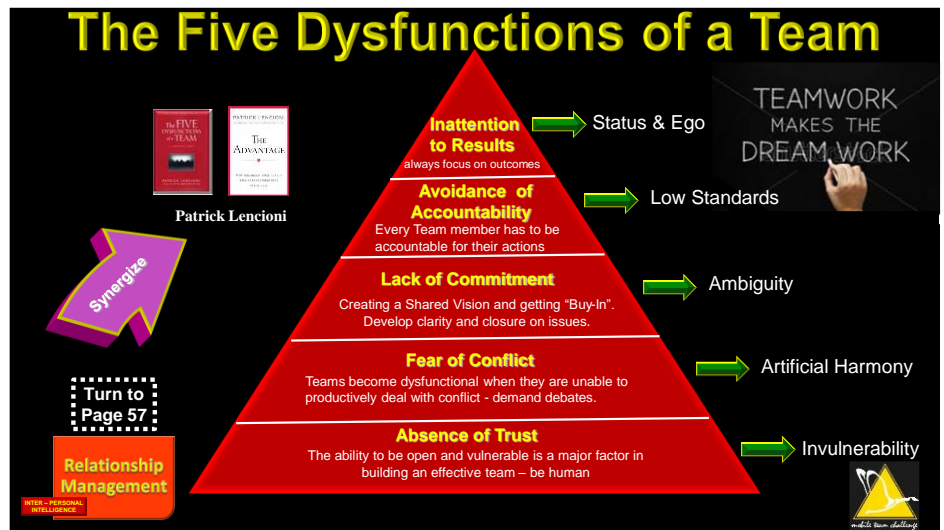 The Five Dysfunctions of a Team
The FIVE
DYSFUNCTIONS
of a TEAM
PATRICK LENCIONI
PATRICK LENCIONI
THE
ADVANTAGE
Patrick Lencioni
Synergize
Turn to
Page 57
Relationship
Management
INTER – PERSONAL
INTELLIGENCE
Inattention
to Results
always focus on outcomes
Status & Ego
Avoidance of
Accountability
Every Team member has to be
accountable for their actions
Low Standards
Lack of Commitment
Creating a Shared Vision and getting “Buy-In”.
Develop clarity and closure on issues.
Ambiguity
Fear of Conflict
Teams become dysfunctional when they are unable to
productively deal with conflict - demand debates.
Artificial Harmony
Absence of Trust
The ability to be open and vulnerable is a major factor in
building an effective team – be human
Invulnerability
TEAMWORK
MAKES THE
DREAM WORK
mobile team challenge